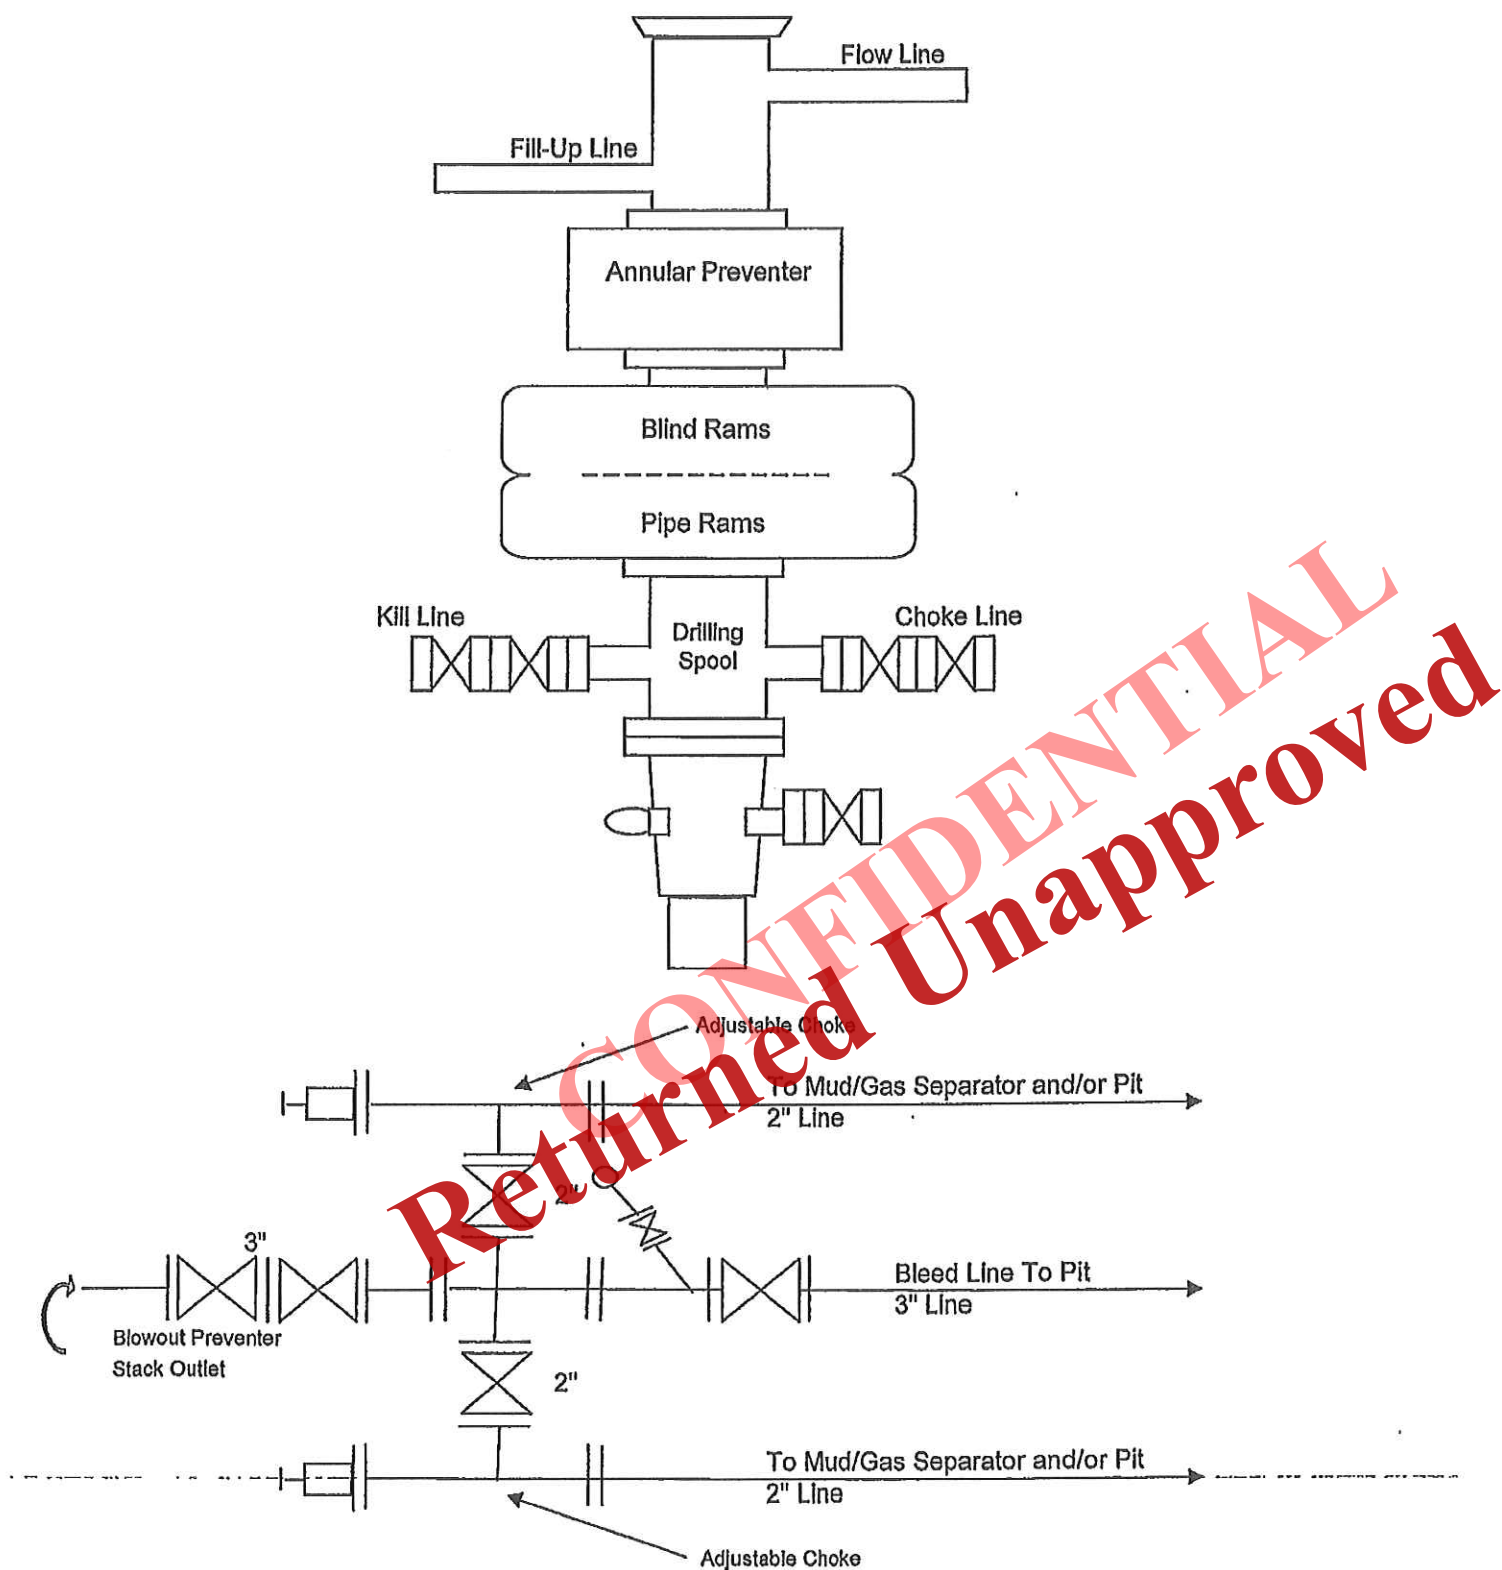 Flow Line
Fill-Up Line
Annular Preventer
Blind Rams
Pipe Rams
Kill Line
Choke Line
Drilling
Spool
CONFIDENTIAL
Returned Unapproved
Adjustable Choke
To Mud/Gas Separator and/or Pit
2" Line
2"
3"
Bleed Line To Pit
3" Line
Blowout Preventer
Stack Outlet
2"
To Mud/Gas Separator and/or Pit
2" Line
Adjustable Choke